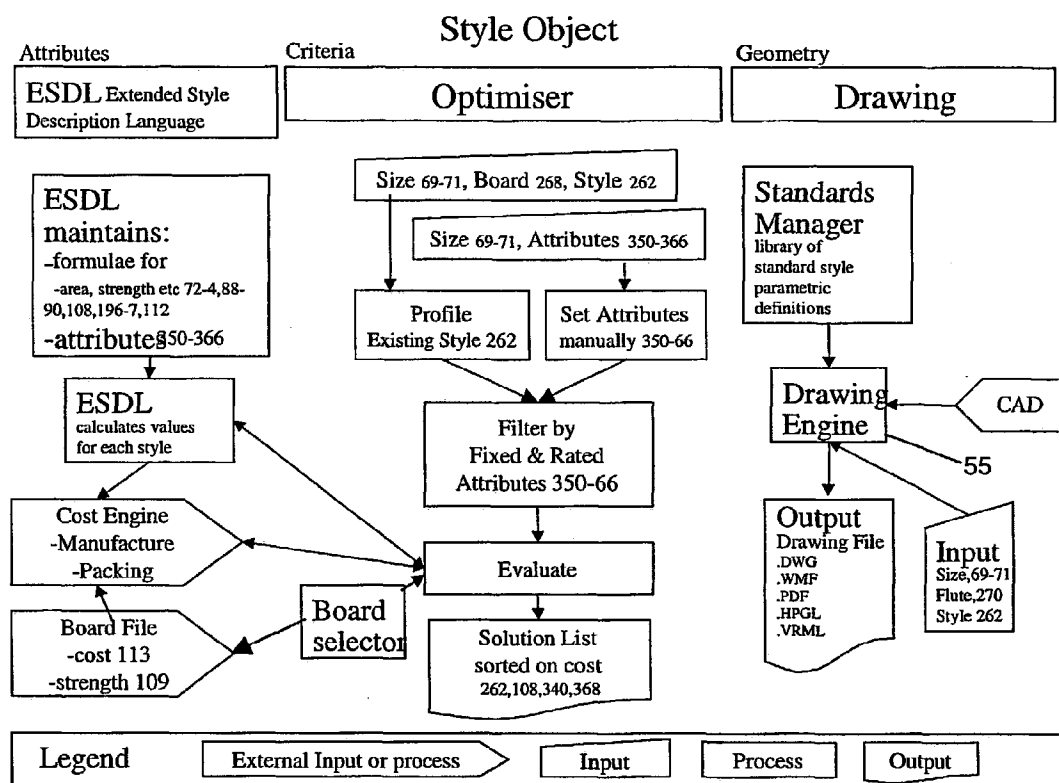 Style Object
Attributes
Criteria
Geometry
ESDL Extended Style
Description Language
Optimiser
Drawing
ESDL
maintains:
-formulae for
-area, strength etc 72-4,88-
90,108,196-7,112
-attributes 350-366
ESDL
calculates values
for each style
Cost Engine
-Manufacture
-Packing
Board File
-cost 113
-strength 109
Size 69-71, Board 268, Style 262
Size 69-71, Attributes 350-366
Profile
Existing Style 262
Set Attributes
manually 350-66
Filter by
Fixed & Rated
Attributes 350-66
Evaluate
Board
selector
Solution List
sorted on cost
262,108,340,368
Standards
Manager
library of
standard style
parametric
definitions
Drawing
Engine
CAD
55
Output
Drawing File
.DWG
.WMF
.PDF
.HPGL
.VRML
Input
Size,69-71
Flute,270
Style 262
Legend
External Input or process
Input
Process
Output